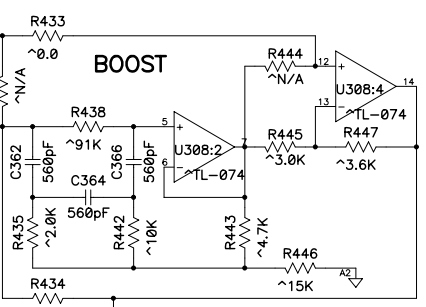 R433
^0.0
BOOST
R444
^N/A
12
+
U308:4
14
13
-
^TL-074
^N/A
R438
^91K
5
+
U308:2
7
6
-
^TL-074
R445
^3.0K
R447
^3.6K
C362
560pF
C366
560pF
C364
560pF
R435
^2.0K
R442
^10K
R443
^4.7K
R446
^15K
A2
R434